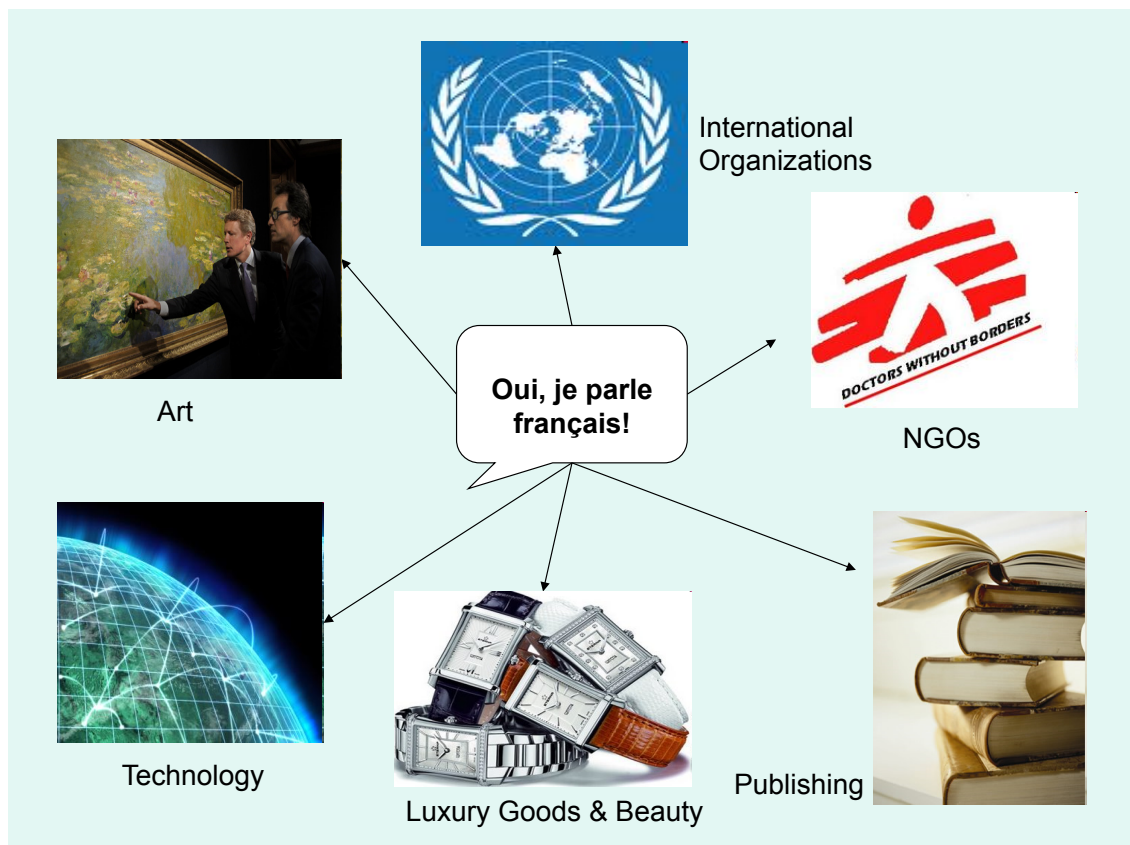 International
Organizations
DOCTORS WITHOUT BORDERS
Oui, je parle
français!
Art
NGOs
Technology
Luxury Goods & Beauty
Publishing